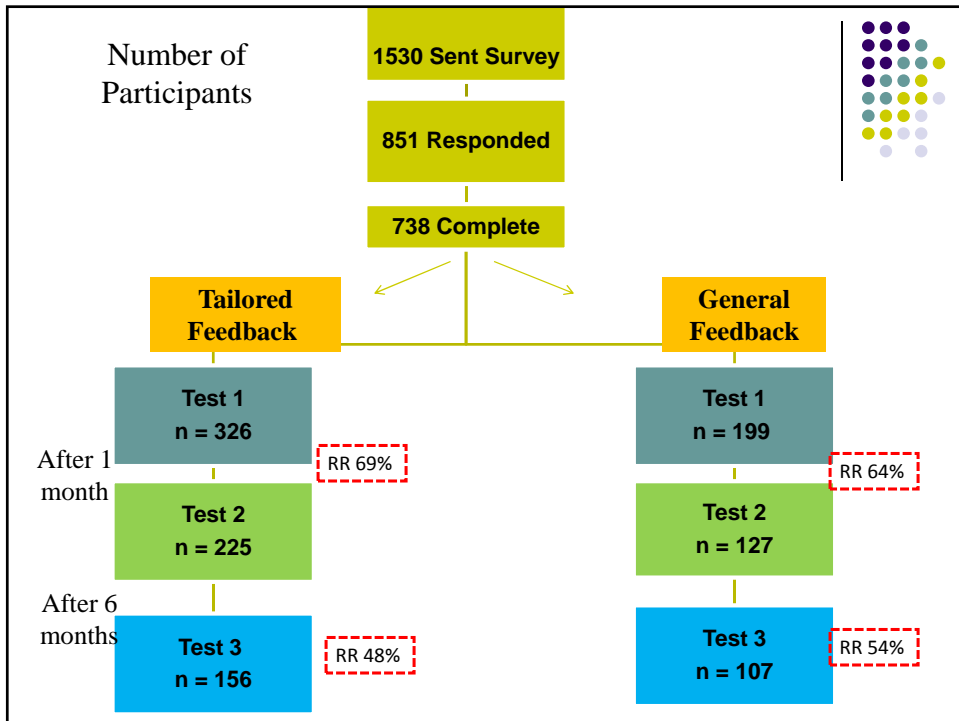 Number of
Participants
1530 Sent Survey
851 Responded
738 Complete
Tailored
Feedback
General
Feedback
Test 1
n = 326
Test 1
n = 199
After 1
month
RR 69%
RR 64%
Test 2
n = 225
Test 2
n = 127
After 6
months
Test 3
n = 156
RR 48%
Test 3
n = 107
RR 54%